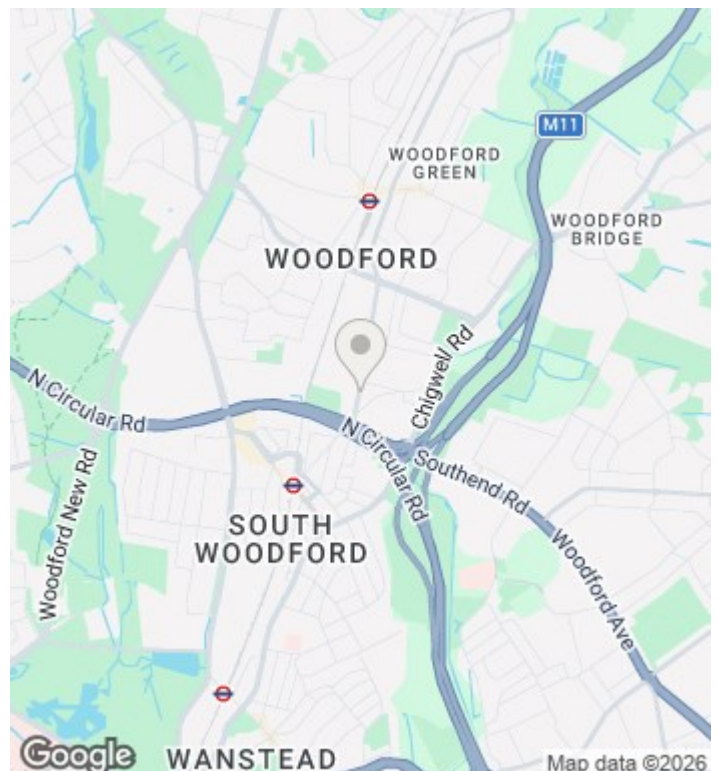 M11
WOODFORD
GREEN
WOODFORD
BRIDGE
WOODFORD
Chigwell Rd
N Circular Rd
N Circular Rd
Southend Rd
Woodford New Rd
SOUTH
WOODFORD
Woodford Ave
WANSTEAD
Google
Map data ©2026